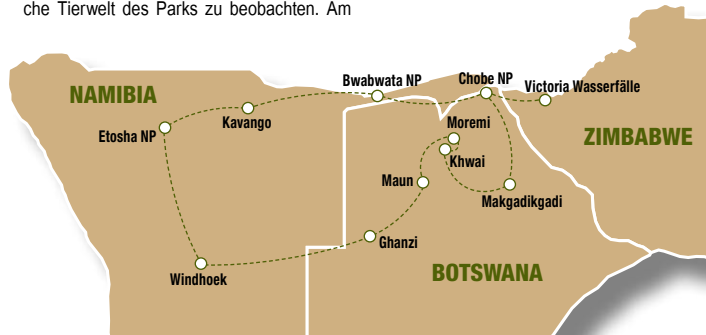 che Tierwelt des Parks zu beobachten. Am
Bwabwata NP
Chobe NP
Victoria Wasserfälle
NAMIBIA
Kavango
Etosha NP
Moremi
ZIMBABWE
Khwai
Maun
Makgadikgadi
Ghanzi
Windhoek
BOTSWANA